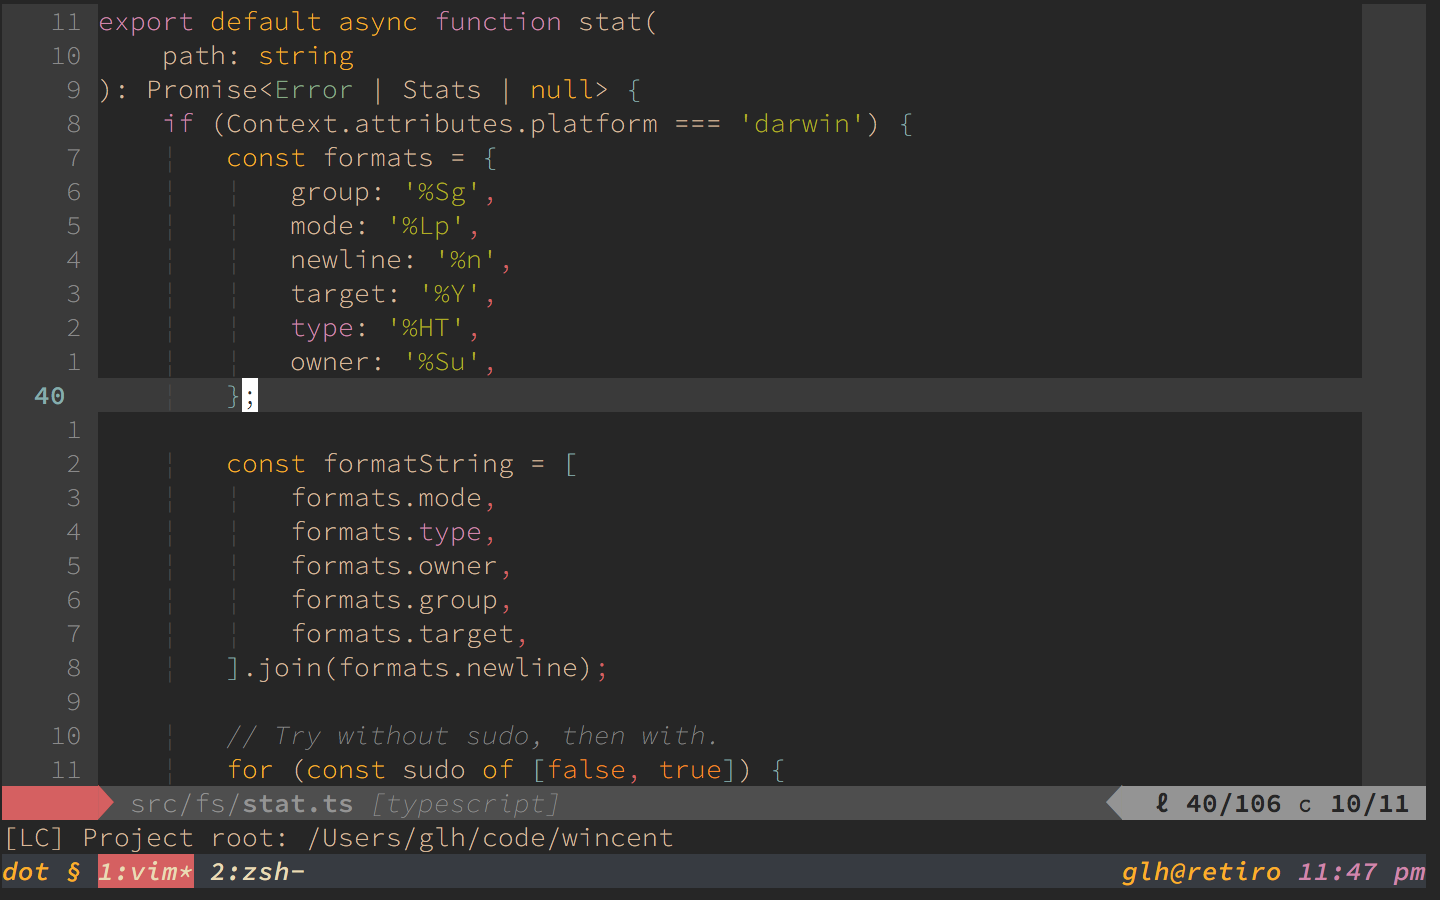 11 export default async function stat(
10     path: string
9 ): Promise<Error | Stats | null> {
8     if (Context.attributes.platform === 'darwin') {
7         const formats = {
6             group: '%Sg',
5             mode: '%Lp',
4             newline: '%n',
3             target: '%Y',
2             type: '%HT',
1             owner: '%Su',
40         };
1
2         const formatString = [
3             formats.mode,
4             formats.type,
5             formats.owner,
6             formats.group,
7             formats.target,
8         ].join(formats.newline);
9
10         // Try without sudo, then with.
11         for (const sudo of [false, true]) {
src/fs/stat.ts [typescript] ℓ 40/106 c 10/11
[LC] Project root: /Users/glh/code/wincent
dot § 1:vim* 2:zsh- glh@retiro 11:47 pm